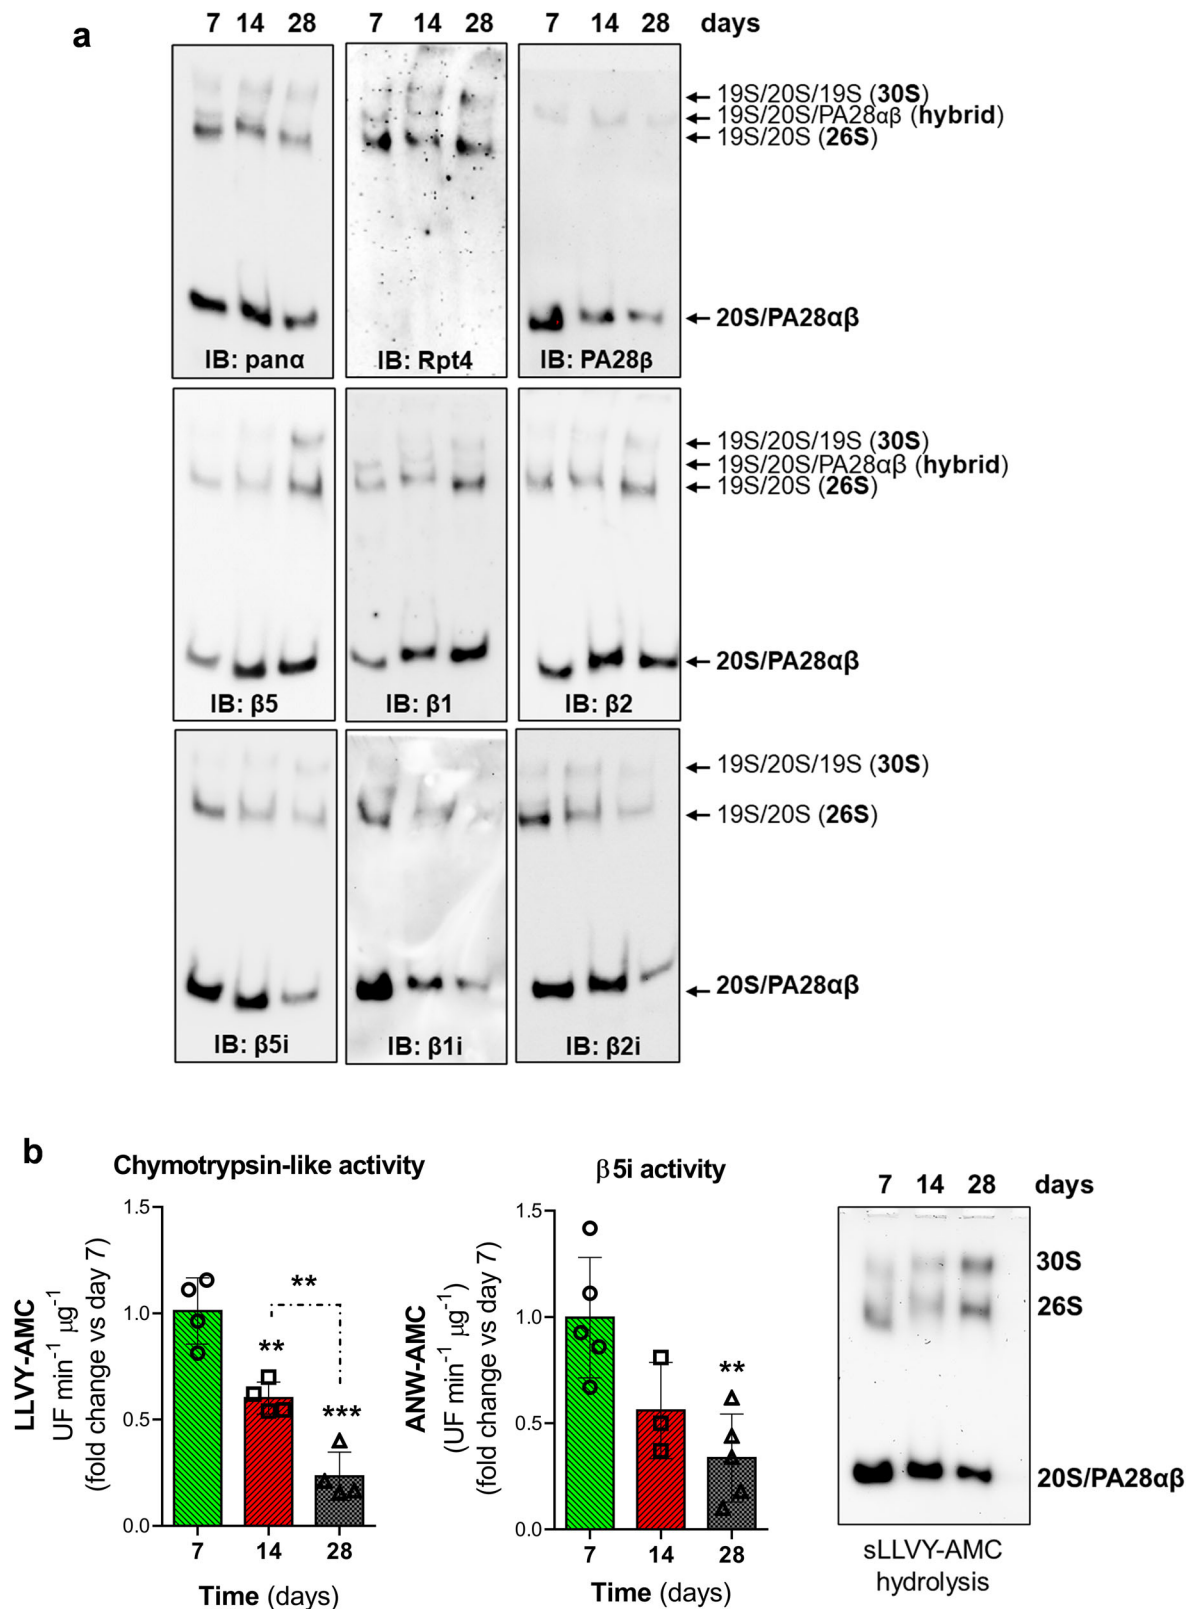 a
7 14 28 7 14 28 7 14 28 days
19S/20S/19S (30S)
19S/20S/PA28αβ (hybrid)
19S/20S (26S)
20S/PA28αβ
IB: panα IB: Rpt4 IB: PA28β
19S/20S/19S (30S)
19S/20S/PA28αβ (hybrid)
19S/20S (26S)
20S/PA28αβ
IB: β5 IB: β1 IB: β2
19S/20S/19S (30S)
19S/20S (26S)
20S/PA28αβ
IB: β5i IB: β1i IB: β2i
b
Chymotrypsin-like activity
LLVY-AMC
UF min⁻¹ µg⁻¹
(fold change vs day 7)
1.5
1.0
0.5
0.0
**
**
***
7 14 28
Time (days)
β5i activity
ANW-AMC
(UF min⁻¹ µg⁻¹)
(fold change vs day 7)
1.5
1.0
0.5
0.0
**
7 14 28
Time (days)
7 14 28 days
30S
26S
20S/PA28αβ
sLLVY-AMC
hydrolysis